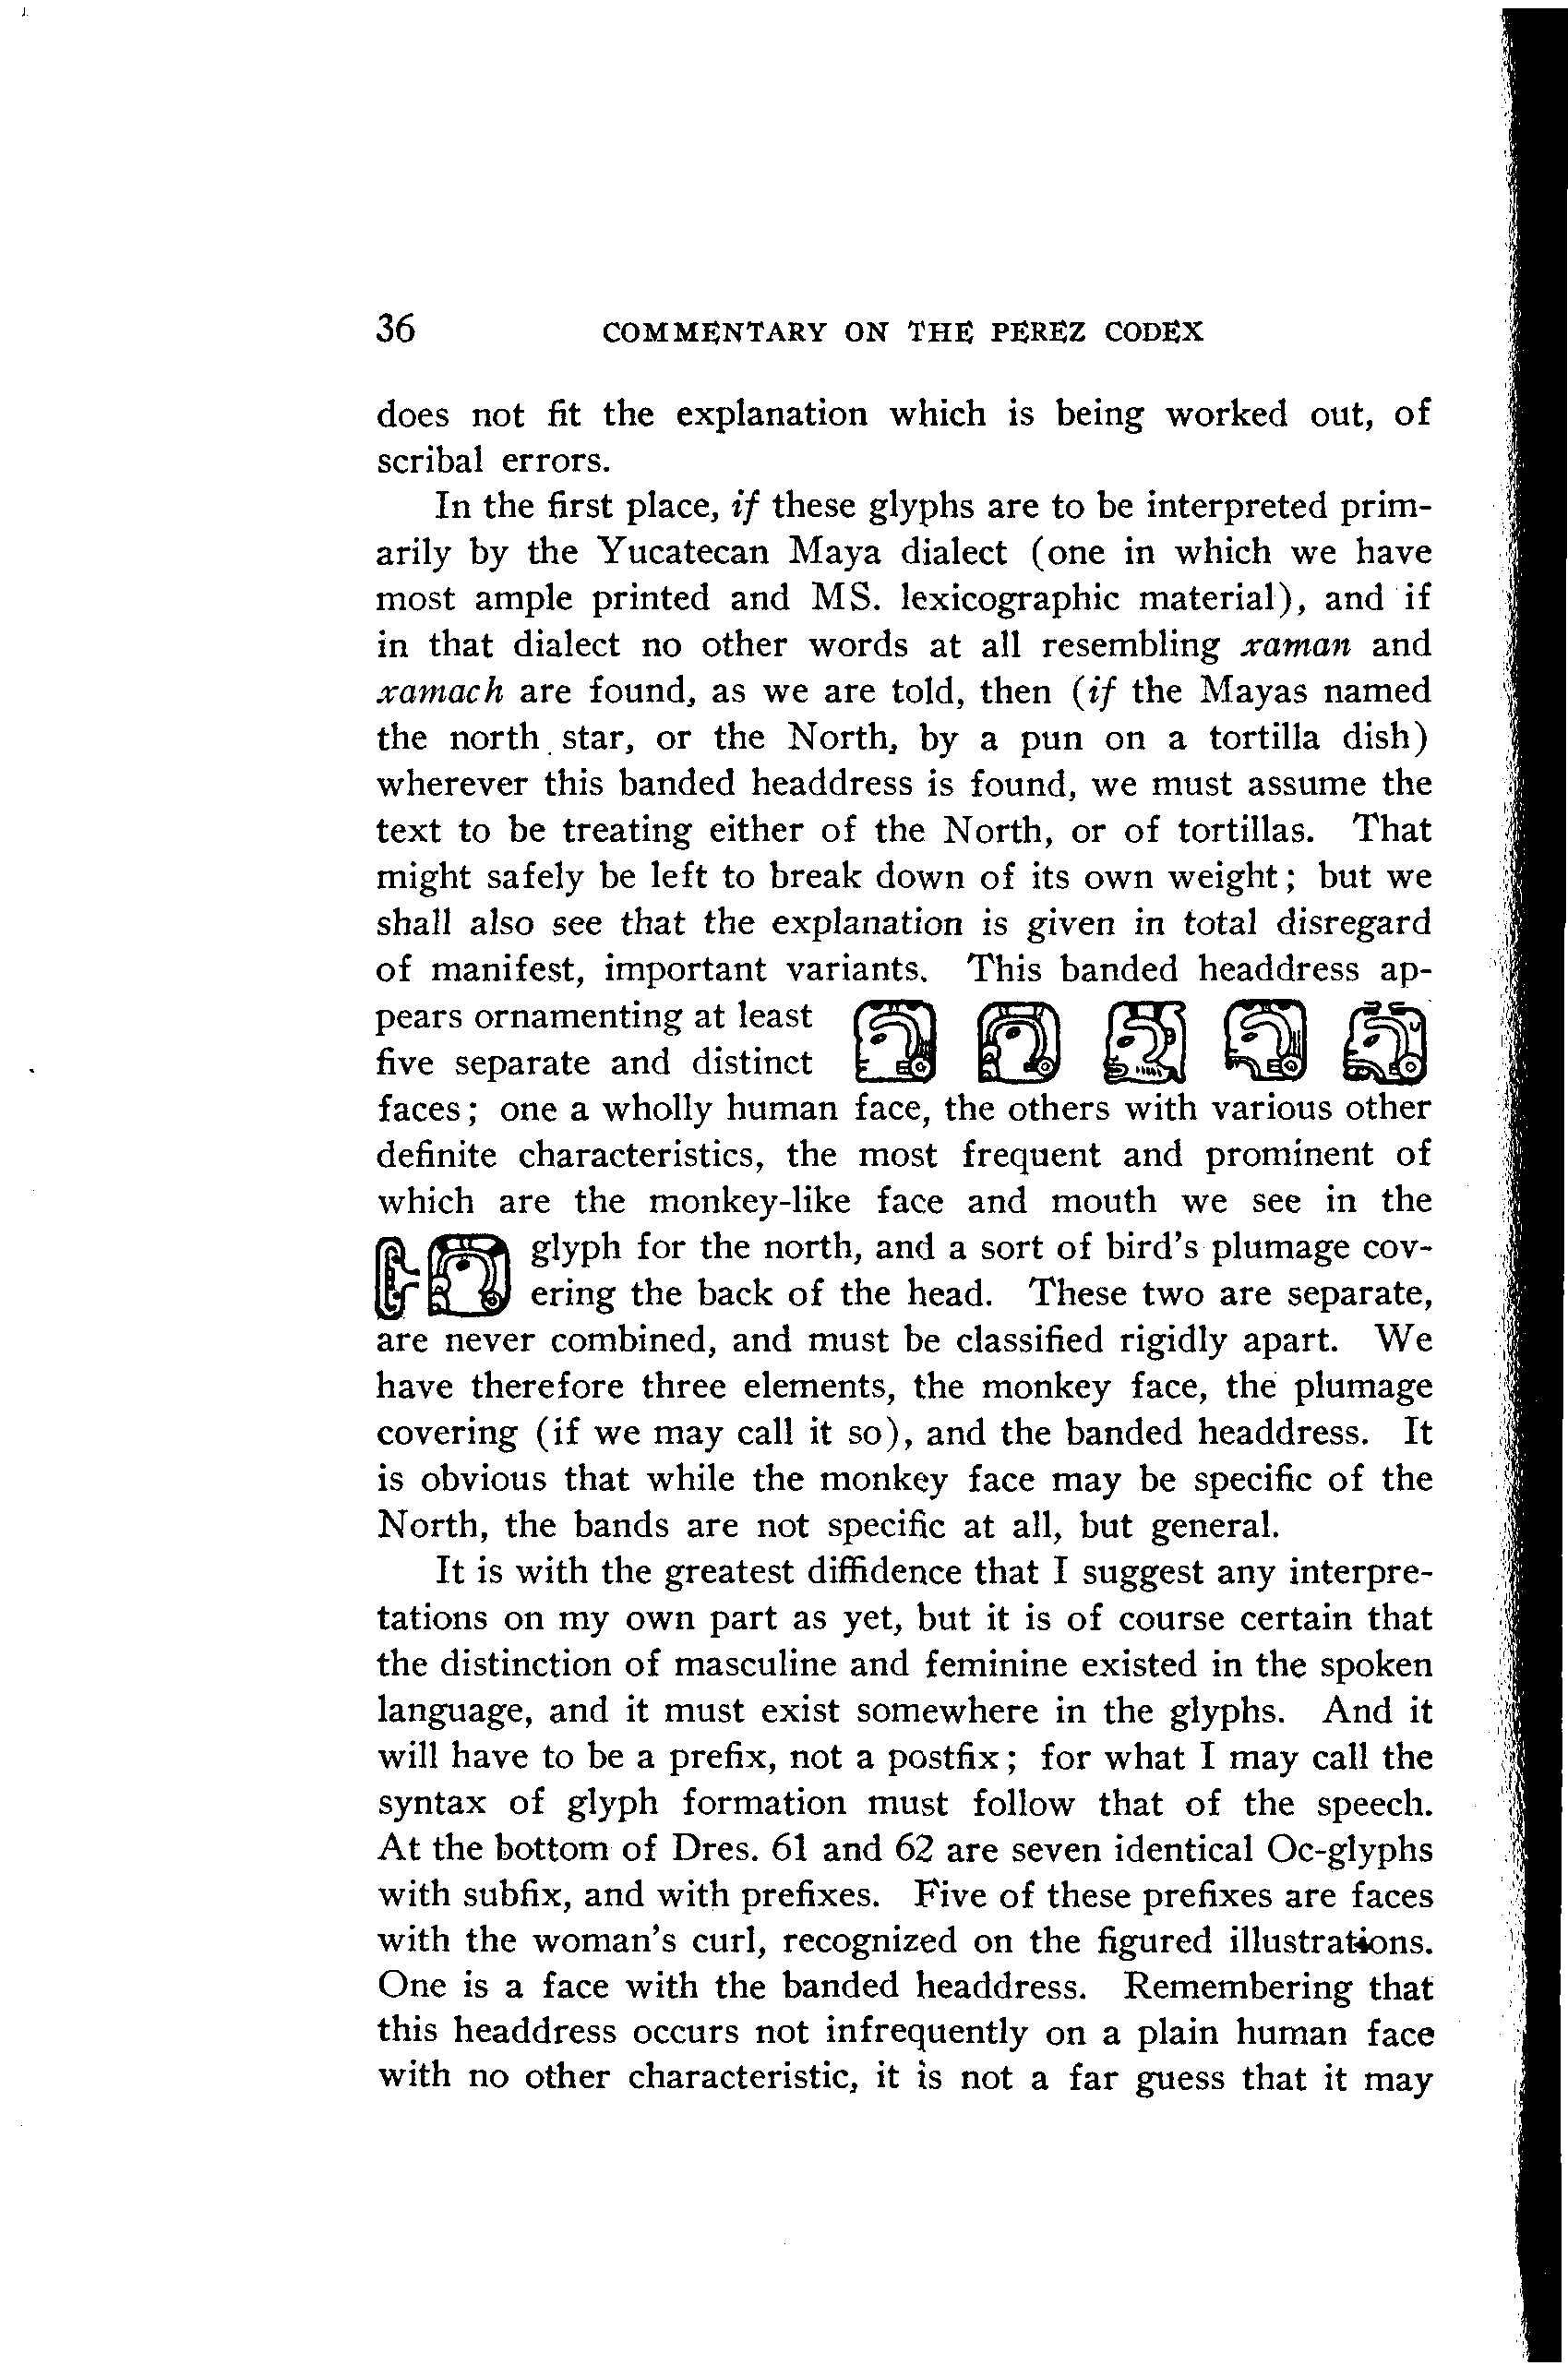 36 COMMENTARY ON THE PEREZ CODEX
does not fit the explanation which is being worked out, of
scribal errors.
In the first place, if these glyphs are to be interpreted prim-
arily by the Yucatecan Maya dialect (one in which we have
most ample printed and MS. lexicographic material), and if
in that dialect no other words at all resembling xaman and
xamach are found, as we are told, then (if the Mayas named
the north star, or the North, by a pun on a tortilla dish)
wherever this banded headdress is found, we must assume the
text to be treating either of the North, or of tortillas. That
might safely be left to break down of its own weight; but we
shall also see that the explanation is given in total disregard
of manifest, important variants. This banded headdress ap-
pears ornamenting at least
five separate and distinct
faces; one a wholly human face, the others with various other
definite characteristics, the most frequent and prominent of
which are the monkey-like face and mouth we see in the
glyph for the north, and a sort of bird's plumage cov-
ering the back of the head. These two are separate,
are never combined, and must be classified rigidly apart. We
have therefore three elements, the monkey face, the plumage
covering (if we may call it so), and the banded headdress. It
is obvious that while the monkey face may be specific of the
North, the bands are not specific at all, but general.
It is with the greatest diffidence that I suggest any interpre-
tations on my own part as yet, but it is of course certain that
the distinction of masculine and feminine existed in the spoken
language, and it must exist somewhere in the glyphs. And it
will have to be a prefix, not a postfix; for what I may call the
syntax of glyph formation must follow that of the speech.
At the bottom of Dres. 61 and 62 are seven identical Oc-glyphs
with subfix, and with prefixes. Five of these prefixes are faces
with the woman's curl, recognized on the figured illustrations.
One is a face with the banded headdress. Remembering that
this headdress occurs not infrequently on a plain human face
with no other characteristic, it is not a far guess that it may